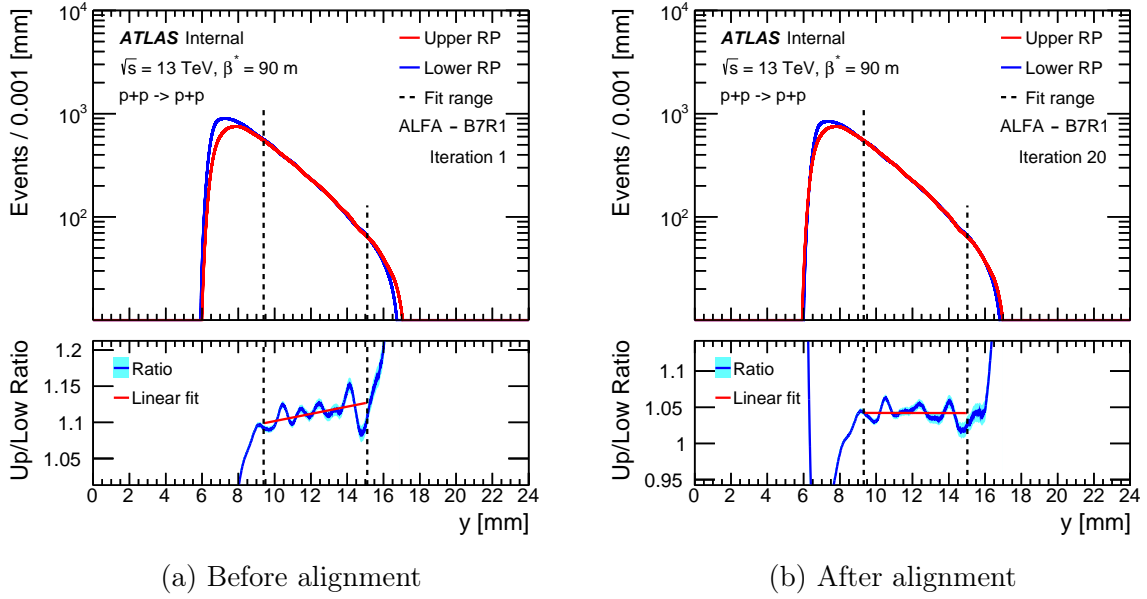 Events / 0.001 [mm]
10⁴
10³
10²
ATLAS Internal
√s = 13 TeV, β* = 90 m
p+p -> p+p
Upper RP
Lower RP
Fit range
ALFA - B7R1
Iteration 1
Up/Low Ratio
1.2
1.15
1.1
1.05
Ratio
Linear fit
0 2 4 6 8 10 12 14 16 18 20 22 24
y [mm]
(a) Before alignment
Events / 0.001 [mm]
10⁴
10³
10²
ATLAS Internal
√s = 13 TeV, β* = 90 m
p+p -> p+p
Upper RP
Lower RP
Fit range
ALFA - B7R1
Iteration 20
Up/Low Ratio
1.1
1.05
1
0.95
Ratio
Linear fit
0 2 4 6 8 10 12 14 16 18 20 22 24
y [mm]
(b) After alignment